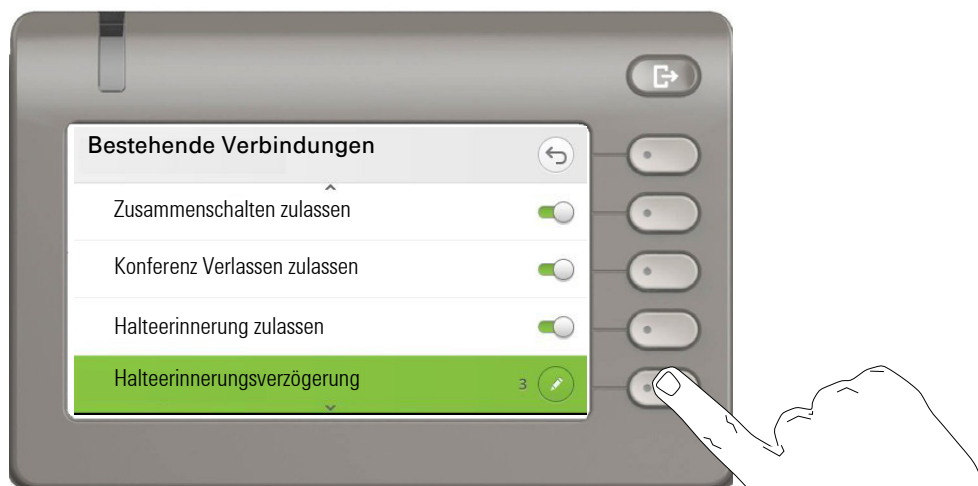 Bestehende Verbindungen
Zusammenschalten zulassen
Konferenz Verlassen zulassen
Halteerinnerung zulassen
Halteerinnerungsverzögerung 3